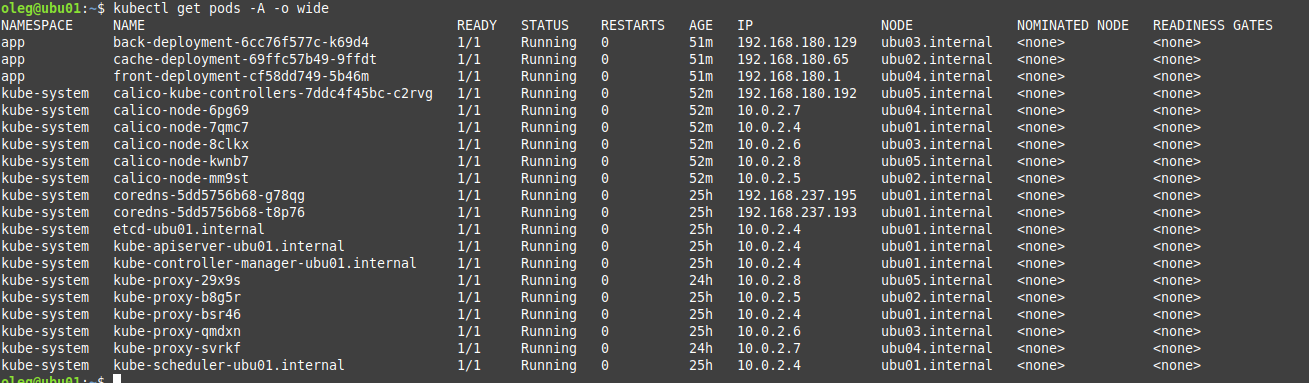 oleg@ubu01:~$ kubectl get pods -A -o wide
NAMESPACE NAME READY STATUS RESTARTS AGE IP NODE NOMINATED NODE READINESS GATES
app back-deployment-6cc76f577c-k69d4 1/1 Running 0 51m 192.168.180.129 ubu03.internal <none> <none>
app cache-deployment-69ffc57b49-9ffdt 1/1 Running 0 51m 192.168.180.65 ubu02.internal <none> <none>
app front-deployment-cf58dd749-5b46m 1/1 Running 0 51m 192.168.180.1 ubu04.internal <none> <none>
kube-system calico-kube-controllers-7ddc4f45bc-c2rvg 1/1 Running 0 52m 192.168.180.192 ubu05.internal <none> <none>
kube-system calico-node-6pg69 1/1 Running 0 52m 10.0.2.7 ubu04.internal <none> <none>
kube-system calico-node-7qmc7 1/1 Running 0 52m 10.0.2.4 ubu01.internal <none> <none>
kube-system calico-node-8clkx 1/1 Running 0 52m 10.0.2.6 ubu03.internal <none> <none>
kube-system calico-node-kwnb7 1/1 Running 0 52m 10.0.2.8 ubu05.internal <none> <none>
kube-system calico-node-mm9st 1/1 Running 0 52m 10.0.2.5 ubu02.internal <none> <none>
kube-system coredns-5dd5756b68-g78qg 1/1 Running 0 25h 192.168.237.195 ubu01.internal <none> <none>
kube-system coredns-5dd5756b68-t8p76 1/1 Running 0 25h 192.168.237.193 ubu01.internal <none> <none>
kube-system etcd-ubu01.internal 1/1 Running 0 25h 10.0.2.4 ubu01.internal <none> <none>
kube-system kube-apiserver-ubu01.internal 1/1 Running 0 25h 10.0.2.4 ubu01.internal <none> <none>
kube-system kube-controller-manager-ubu01.internal 1/1 Running 0 25h 10.0.2.4 ubu01.internal <none> <none>
kube-system kube-proxy-29x9s 1/1 Running 0 24h 10.0.2.8 ubu05.internal <none> <none>
kube-system kube-proxy-b8g5r 1/1 Running 0 25h 10.0.2.5 ubu02.internal <none> <none>
kube-system kube-proxy-bsr46 1/1 Running 0 25h 10.0.2.4 ubu01.internal <none> <none>
kube-system kube-proxy-qmdxn 1/1 Running 0 25h 10.0.2.6 ubu03.internal <none> <none>
kube-system kube-proxy-svrkf 1/1 Running 0 24h 10.0.2.7 ubu04.internal <none> <none>
kube-system kube-scheduler-ubu01.internal 1/1 Running 0 25h 10.0.2.4 ubu01.internal <none> <none>
oleg@ubu01:~$